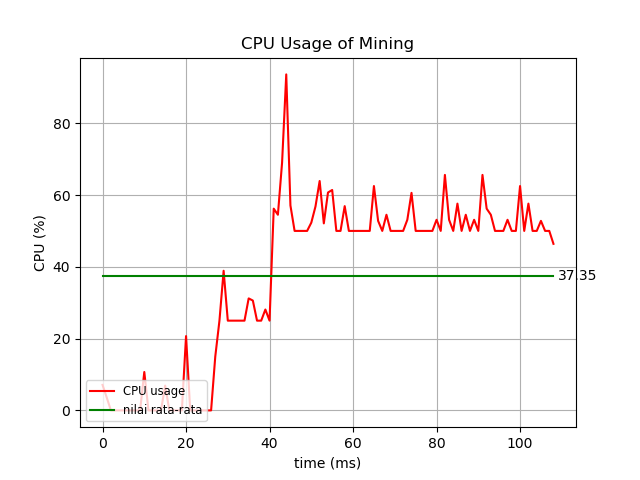 CPU Usage of Mining
CPU (%)
80
60
40
20
0
37.35
CPU usage
nilai rata-rata
0 20 40 60 80 100
time (ms)